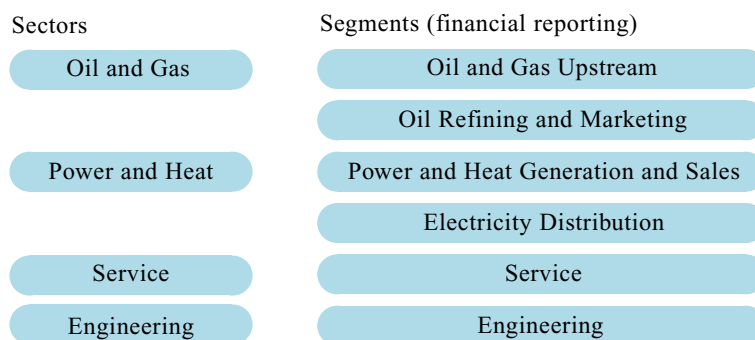 Sectors
Segments (financial reporting)
Oil and Gas
Oil and Gas Upstream
Oil Refining and Marketing
Power and Heat
Power and Heat Generation and Sales
Electricity Distribution
Service
Service
Engineering
Engineering